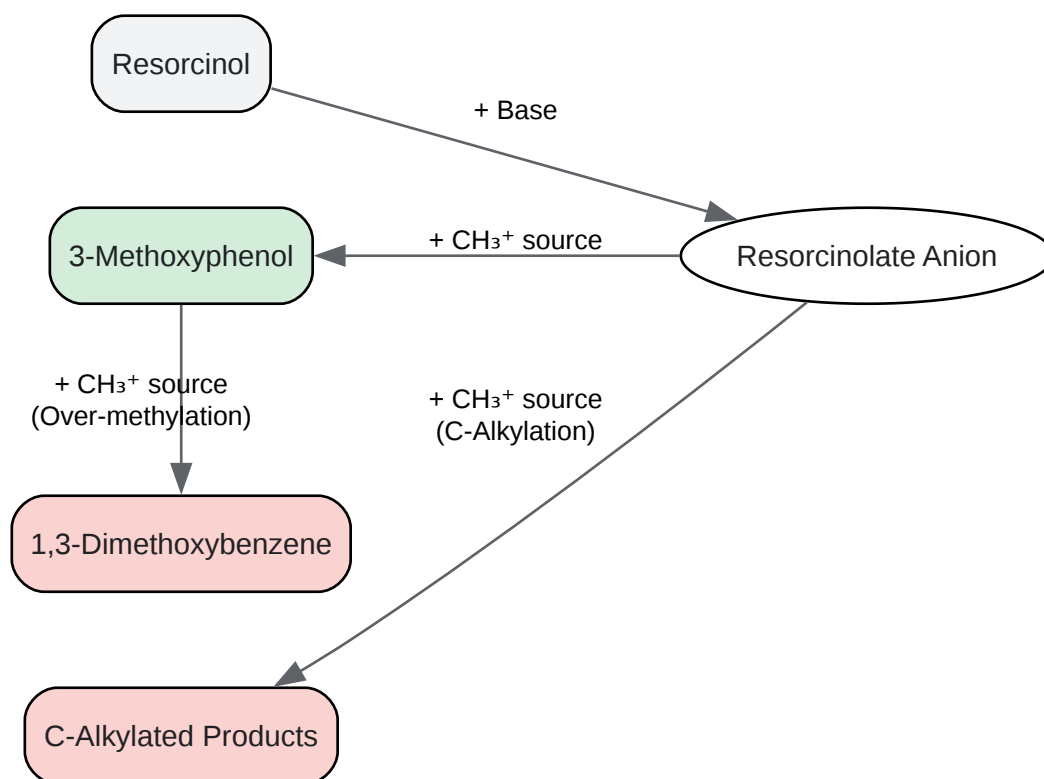 Resorcinol
+ Base
3-Methoxyphenol
+ CH₃⁺ source
Resorcinolate Anion
+ CH₃⁺ source
(Over-methylation)
+ CH₃⁺ source
(C-Alkylation)
1,3-Dimethoxybenzene
C-Alkylated Products